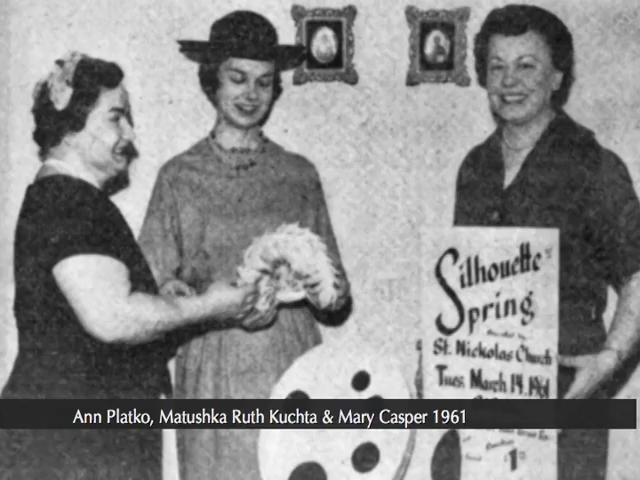 Silhouette
Spring
St. Nickolas Church
Tues. March 14, 1961
$1
Ann Platko, Matushka Ruth Kuchta & Mary Casper 1961